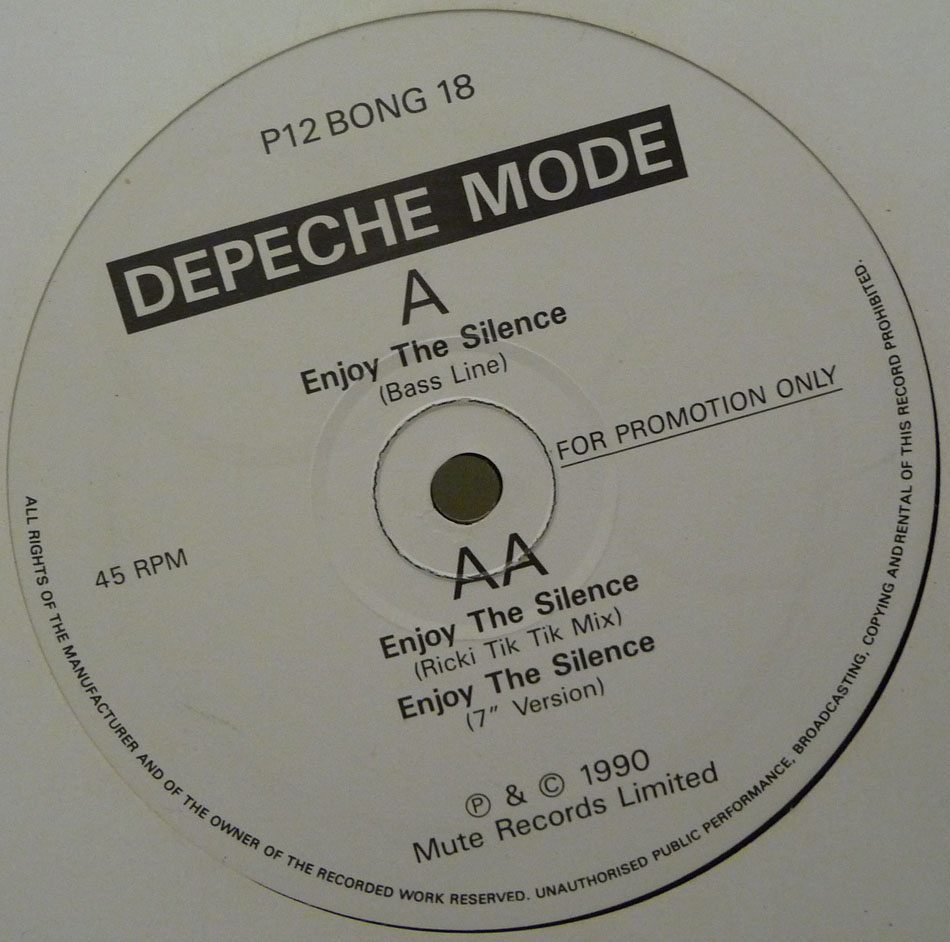 P12 BONG 18
DEPECHE MODE
A
Enjoy The Silence
(Bass Line)
FOR PROMOTION ONLY
45 RPM
AA
Enjoy The Silence
(Ricki Tik Tik Mix)
Enjoy The Silence
(7" Version)
℗ & © 1990
Mute Records Limited
ALL RIGHTS OF THE MANUFACTURER AND OF THE OWNER OF THE RECORDED WORK RESERVED. UNAUTHORISED PUBLIC PERFORMANCE, BROADCASTING, COPYING AND RENTAL OF THIS RECORD PROHIBITED.